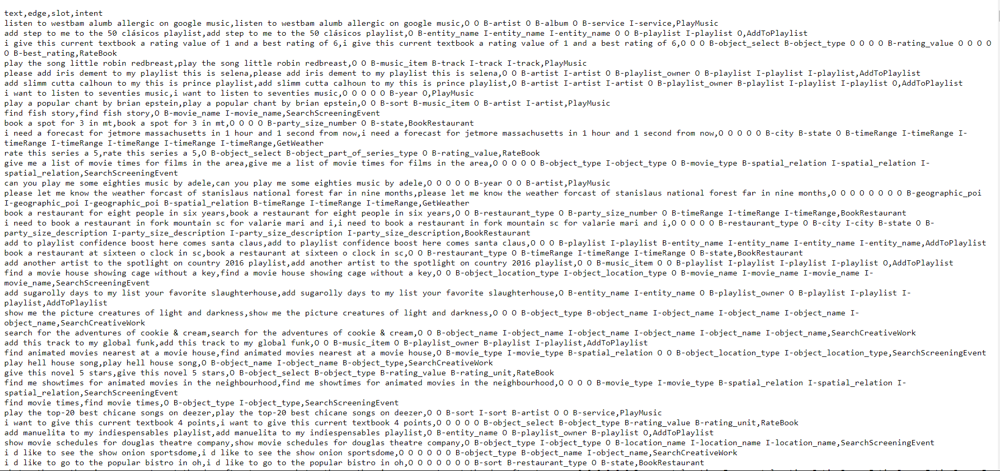 text,edge,slot,intent
listen to westbam alumb allergic on google music,listen to westbam alumb allergic on google music,O O B-artist O B-album O B-service I-service,PlayMusic
add step to me to the 50 clásicos playlist,add step to me to the 50 clásicos playlist,O B-entity_name I-entity_name I-entity_name O O B-playlist I-playlist O,AddToPlaylist
i give this current textbook a rating value of 1 and a best rating of 6,i give this current textbook a rating value of 1 and a best rating of 6,O O O B-object_select B-object_type O O O O B-rating_value O O O O
O B-best_rating,RateBook
play the song little robin redbreast,play the song little robin redbreast,O O B-music_item B-track I-track I-track,PlayMusic
please add iris dement to my playlist this is selena,please add iris dement to my playlist this is selena,O O B-artist I-artist O B-playlist_owner O B-playlist I-playlist I-playlist,AddToPlaylist
add slimm cutta calhoun to my this is prince playlist,add slimm cutta calhoun to my this is prince playlist,O B-artist I-artist I-artist O B-playlist_owner B-playlist I-playlist I-playlist O,AddToPlaylist
i want to listen to seventies music,i want to listen to seventies music,O O O O O B-year O,PlayMusic
play a popular chant by brian epstein,play a popular chant by brian epstein,O O B-sort B-music_item O B-artist I-artist,PlayMusic
find fish story,find fish story,O B-movie_name I-movie_name,SearchScreeningEvent
book a spot for 3 in mt,book a spot for 3 in mt,O O O O B-party_size_number O B-state,BookRestaurant
i need a forecast for jetmore massachusetts in 1 hour and 1 second from now,i need a forecast for jetmore massachusetts in 1 hour and 1 second from now,O O O O O B-city B-state O B-timeRange I-timeRange I-
timeRange I-timeRange I-timeRange I-timeRange I-timeRange,GetWeather
rate this series a 5,rate this series a 5,O B-object_select B-object_part_of_series_type O B-rating_value,RateBook
give me a list of movie times for films in the area,give me a list of movie times for films in the area,O O O O O B-object_type I-object_type O B-movie_type B-spatial_relation I-spatial_relation I-
spatial_relation,SearchScreeningEvent
can you play me some eighties music by adele,can you play me some eighties music by adele,O O O O O B-year O O B-artist,PlayMusic
please let me know the weather forcast of stanislaus national forest far in nine months,please let me know the weather forcast of stanislaus national forest far in nine months,O O O O O O O O B-geographic_poi
I-geographic_poi I-geographic_poi B-spatial_relation B-timeRange I-timeRange I-timeRange,GetWeather
book a restaurant for eight people in six years,book a restaurant for eight people in six years,O O B-restaurant_type O B-party_size_number O B-timeRange I-timeRange I-timeRange,BookRestaurant
i need to book a restaurant in fork mountain sc for valarie mari and i,i need to book a restaurant in fork mountain sc for valarie mari and i,O O O O O B-restaurant_type O B-city I-city B-state O B-
party_size_description I-party_size_description I-party_size_description I-party_size_description,BookRestaurant
add to playlist confidence boost here comes santa claus,add to playlist confidence boost here comes santa claus,O O O B-playlist I-playlist B-entity_name I-entity_name I-entity_name I-entity_name,AddToPlaylist
book a restaurant at sixteen o clock in sc,book a restaurant at sixteen o clock in sc,O O B-restaurant_type O B-timeRange I-timeRange I-timeRange O B-state,BookRestaurant
add another artist to the spotlight on country 2016 playlist,add another artist to the spotlight on country 2016 playlist,O O B-music_item O O B-playlist I-playlist I-playlist I-playlist O,AddToPlaylist
find a movie house showing cage without a key,find a movie house showing cage without a key,O O B-object_location_type I-object_location_type O B-movie_name I-movie_name I-movie_name I-
movie_name,SearchScreeningEvent
add sugarolly days to my list your favorite slaughterhouse,add sugarolly days to my list your favorite slaughterhouse,O B-entity_name I-entity_name O B-playlist_owner O B-playlist I-playlist I-
playlist,AddToPlaylist
show me the picture creatures of light and darkness,show me the picture creatures of light and darkness,O O O B-object_type B-object_name I-object_name I-object_name I-object_name I-
object_name,SearchCreativeWork
search for the adventures of cookie & cream,search for the adventures of cookie & cream,O O B-object_name I-object_name I-object_name I-object_name I-object_name I-object_name,SearchCreativeWork
add this track to my global funk,add this track to my global funk,O O B-music_item O B-playlist_owner B-playlist I-playlist,AddToPlaylist
find animated movies nearest at a movie house,find animated movies nearest at a movie house,O B-movie_type I-movie_type B-spatial_relation O O B-object_location_type I-object_location_type,SearchScreeningEvent
play hell house song,play hell house song,O B-object_name I-object_name B-object_type,SearchCreativeWork
give this novel 5 stars,give this novel 5 stars,O B-object_select B-object_type B-rating_value B-rating_unit,RateBook
find me showtimes for animated movies in the neighbourhood,find me showtimes for animated movies in the neighbourhood,O O O O B-movie_type I-movie_type B-spatial_relation I-spatial_relation I-
spatial_relation,SearchScreeningEvent
find movie times,find movie times,O B-object_type I-object_type,SearchScreeningEvent
play the top-20 best chicane songs on deezer,play the top-20 best chicane songs on deezer,O O B-sort I-sort B-artist O O B-service,PlayMusic
i want to give this current textbook 4 points,i want to give this current textbook 4 points,O O O O O B-object_select B-object_type B-rating_value B-rating_unit,RateBook
add manuelita to my indiespensables playlist,add manuelita to my indiespensables playlist,O B-entity_name O B-playlist_owner B-playlist O,AddToPlaylist
show movie schedules for douglas theatre company,show movie schedules for douglas theatre company,O B-object_type I-object_type O B-location_name I-location_name I-location_name,SearchScreeningEvent
i d like to see the show onion sportsdome,i d like to see the show onion sportsdome,O O O O O O B-object_type B-object_name I-object_name,SearchCreativeWork
i d like to go to the popular bistro in oh,i d like to go to the popular bistro in oh,O O O O O O O B-sort B-restaurant_type O B-state,BookRestaurant